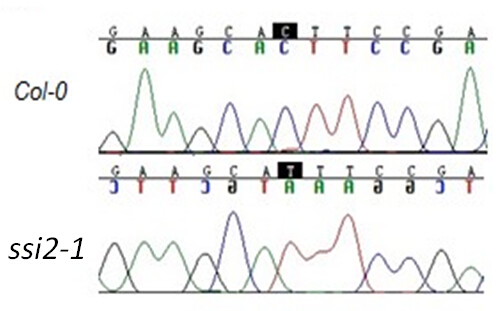 G A A G C A C T T C C G A
G A A G C A C T T C C G A
Col-0
G A A G C A T T T C C G A
C T T C G T A A A G G C T
ssi2-1